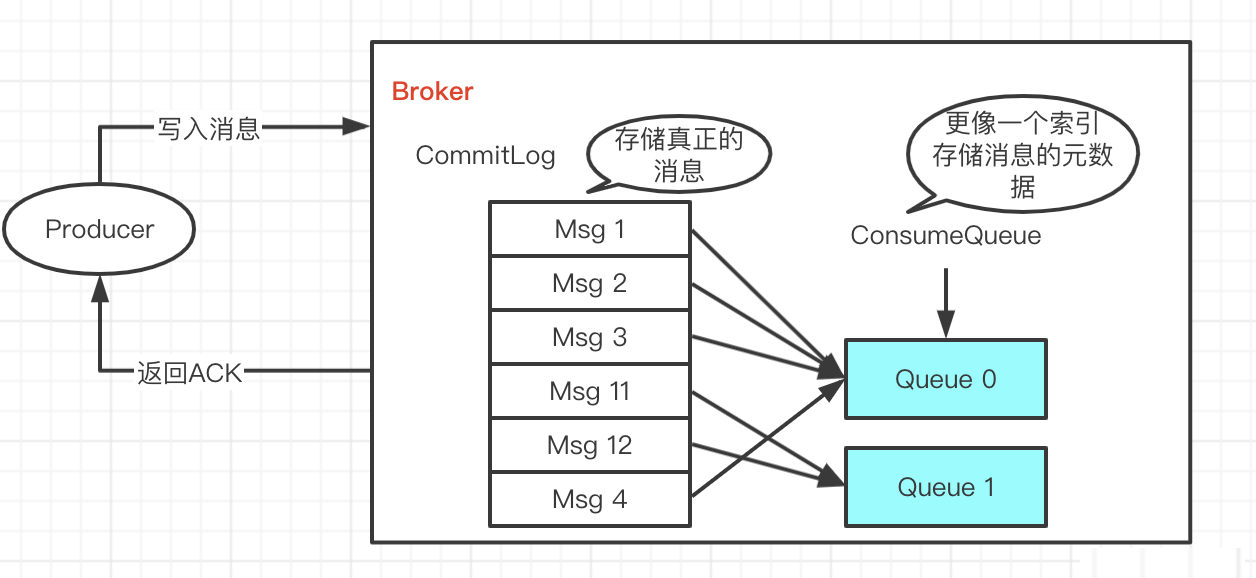 Broker
写入消息
CommitLog
存储真正的
消息
更像一个索引
存储消息的元数
据
Producer
ConsumeQueue
Msg 1
Msg 2
Msg 3
Msg 11
Msg 12
Msg 4
Queue 0
Queue 1
返回ACK